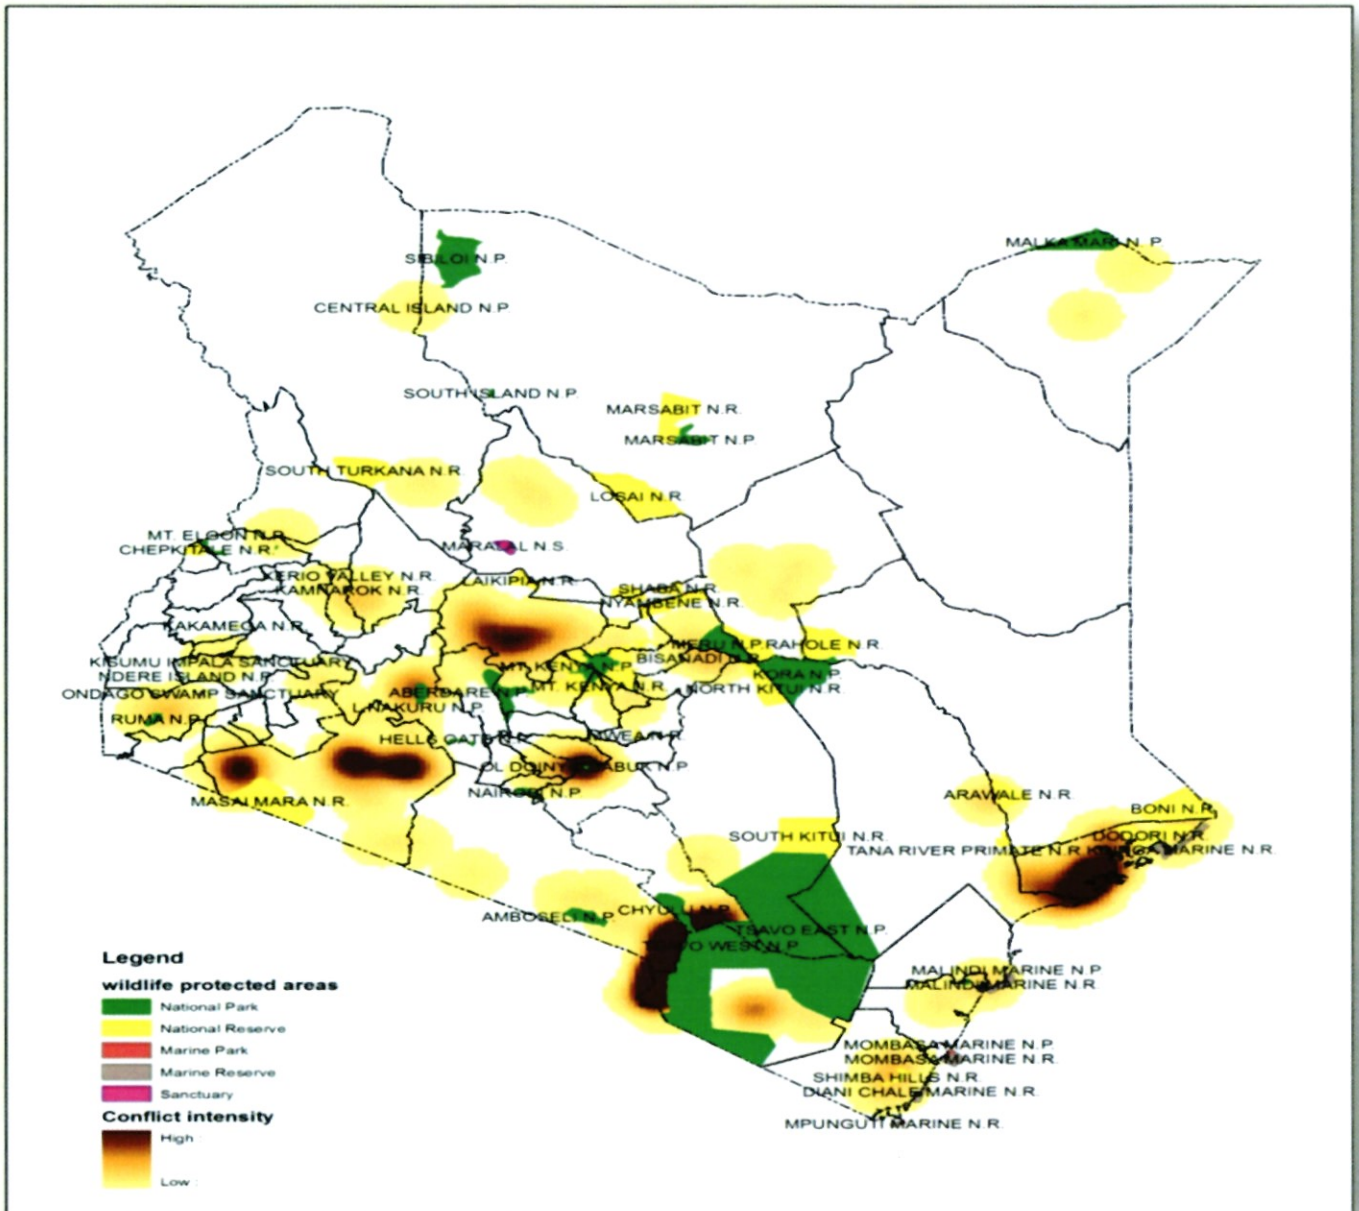 MALKA MARI N. P.
SIBILOI N.P.
CENTRAL ISLAND N.P.
SOUTH ISLAND N.P.
MARSABIT N.R.
MARSABIT N.P.
SOUTH TURKANA N.R.
LOSAI N.R.
MT. ELGON N.P.
CHEPKITALE N.R.
MARALAL N.S.
KERIO VALLEY N.R.
LAIKIPIA N.R.
KAMNAROK N.R.
SHABA N.R.
NYAMBENE N.R.
KAKAMEGA N.R.
MERU N.P.
RAHOLE N.R.
KISUMU IMPALA SANCTUARY
MT. KENYA N.P.
BISANADI N.R.
NDERE ISLAND N.P.
KORA N.P.
ONDAGO SWAMP SANCTUARY
ABERDARE N.P.
MT. KENYA N.R.
NORTH KITUI N.R.
L.NAKURU N.P.
RUMA N.P.
HELLS GATE N.P.
MWEA N.R.
OL DOINYO SABUK N.P.
NAIROBI N.P.
MASAI MARA N.R.
ARAWALE N.R.
BONI N.R.
SOUTH KITUI N.R.
DODORI N.R.
TANA RIVER PRIMATE N.R.
KIUNGA MARINE N.R.
AMBOSELI N.P.
CHYULU N.P.
TSAVO EAST N.P.
TSAVO WEST N.P.
MALINDI MARINE N.P.
MALINDI MARINE N.R.
MOMBASA MARINE N.P.
MOMBASA MARINE N.R.
SHIMBA HILLS N.R.
DIANI CHALE MARINE N.R.
MPUNGUTI MARINE N.R.
Legend
wildlife protected areas
National Park
National Reserve
Marine Park
Marine Reserve
Sanctuary
Conflict intensity
High :
Low :